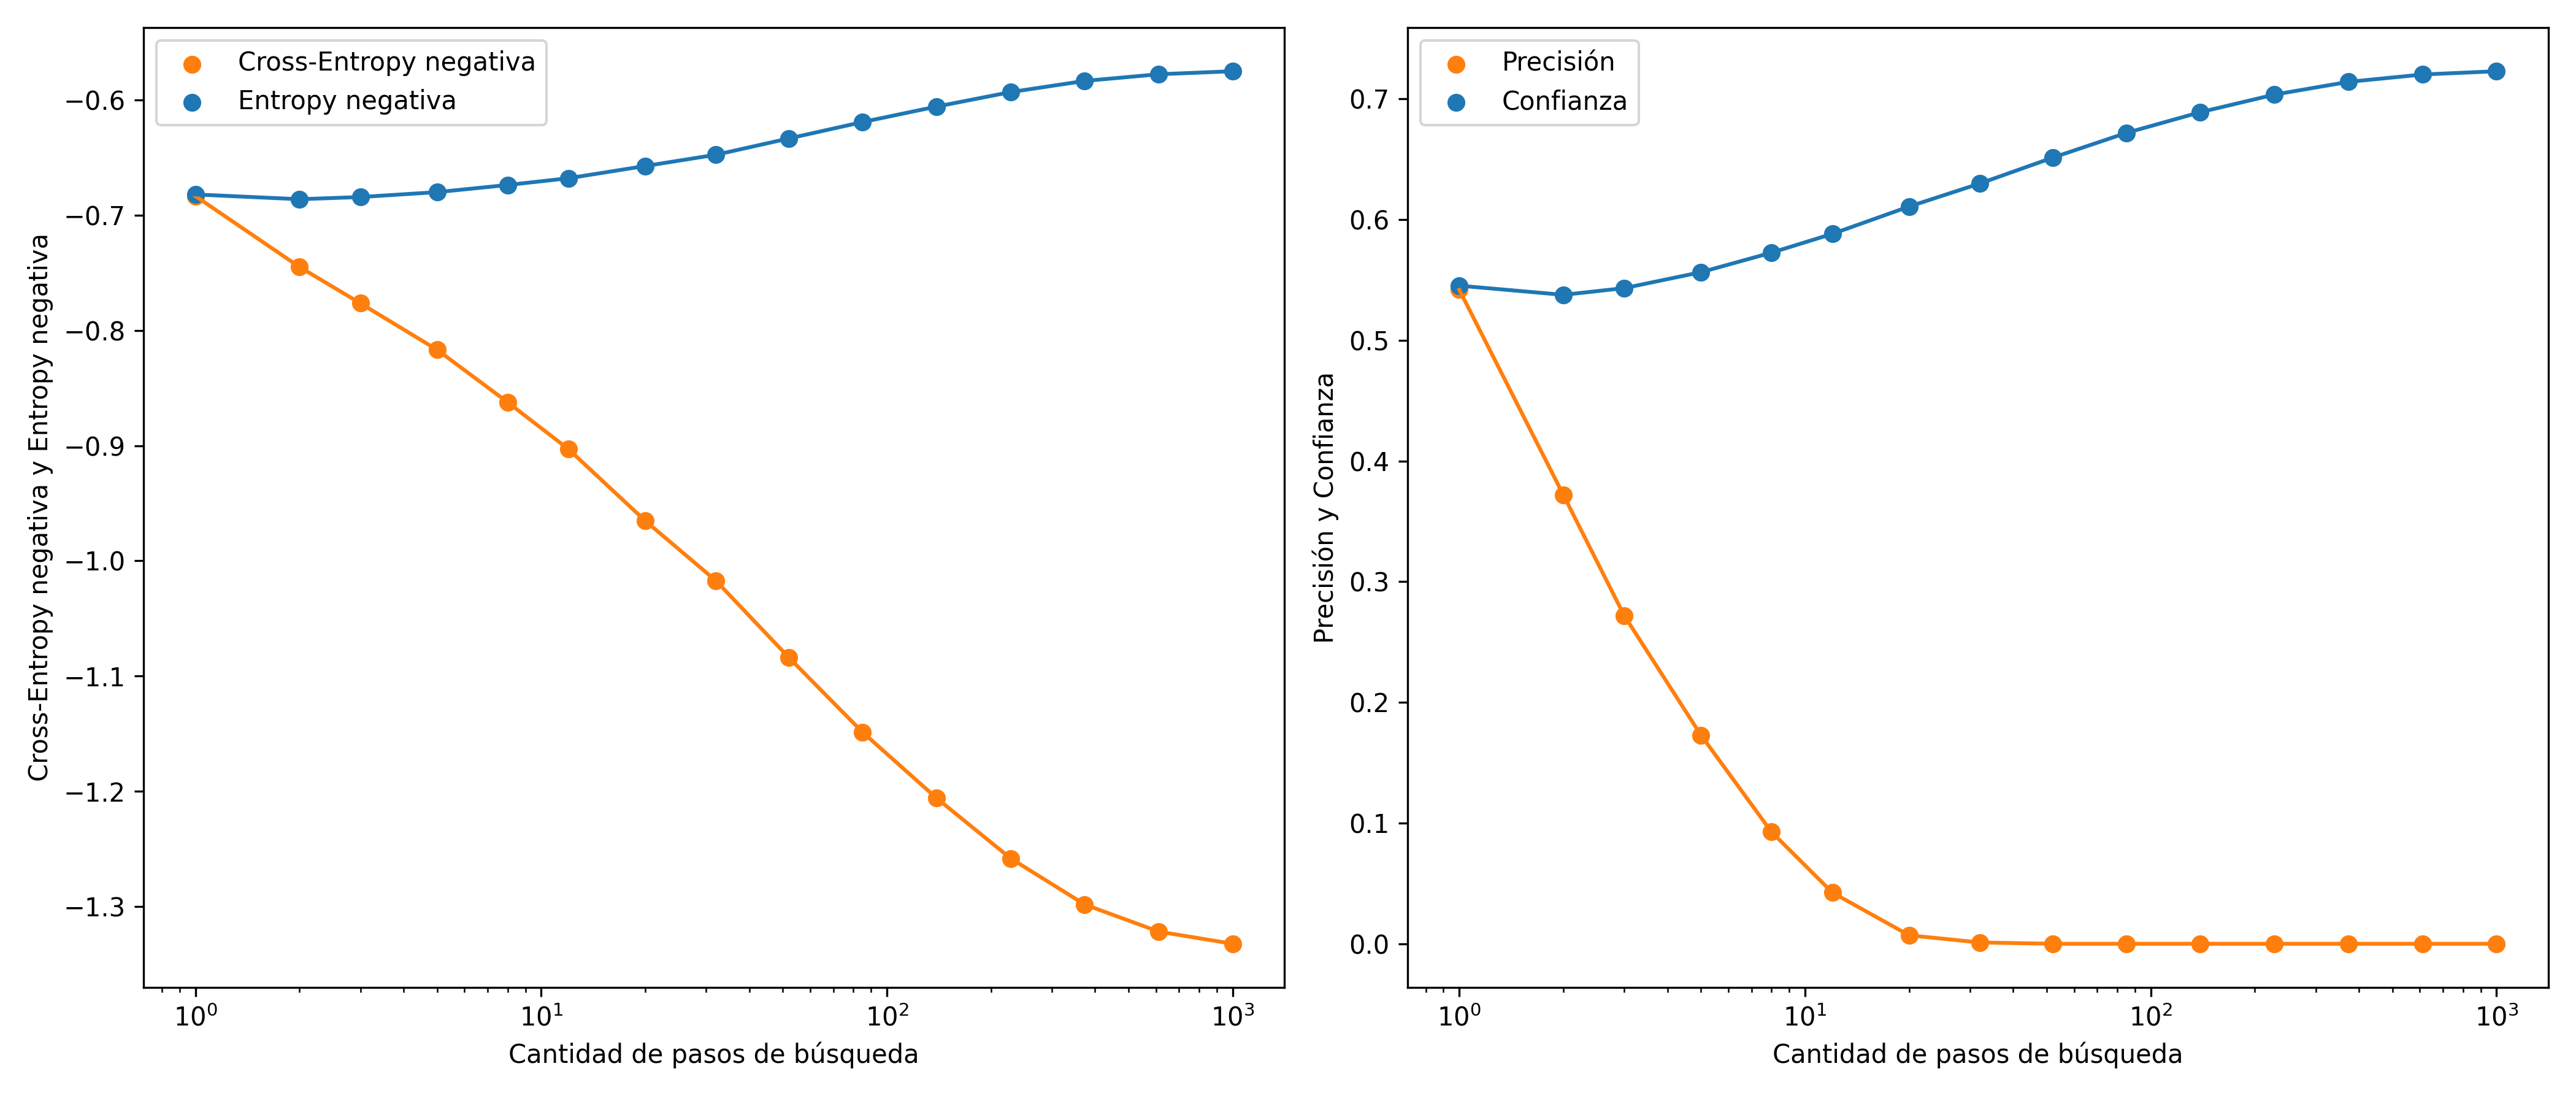 Cross-Entropy negativa
Entropy negativa
Cross-Entropy negativa y Entropy negativa
−0.6
−0.7
−0.8
−0.9
−1.0
−1.1
−1.2
−1.3
10⁰ 10¹ 10² 10³
Cantidad de pasos de búsqueda
Precisión
Confianza
Precisión y Confianza
0.7
0.6
0.5
0.4
0.3
0.2
0.1
0.0
10⁰ 10¹ 10² 10³
Cantidad de pasos de búsqueda